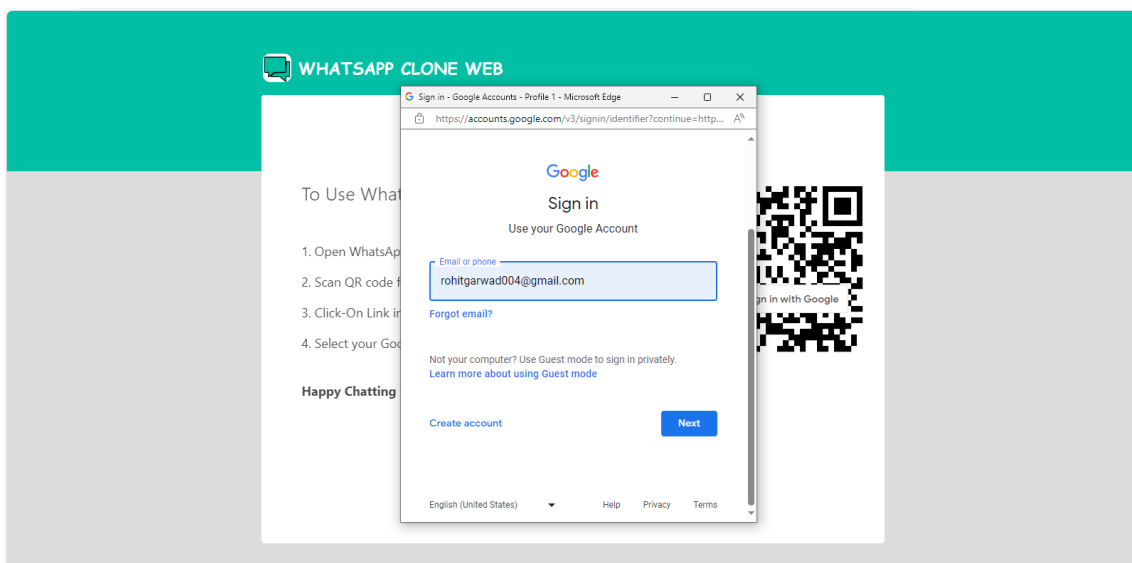 WHATSAPP CLONE WEB
Sign in - Google Accounts - Profile 1 - Microsoft Edge
https://accounts.google.com/v3/signin/identifier?continue=http...
Google
Sign in
Use your Google Account
Email or phone
rohitgarwad004@gmail.com
Forgot email?
Not your computer? Use Guest mode to sign in privately.
Learn more about using Guest mode
Create account
Next
English (United States)
Help Privacy Terms
To Use What
1. Open WhatsAp
2. Scan QR code f
3. Click-On Link in
4. Select your Goo
Happy Chatting
gn in with Google